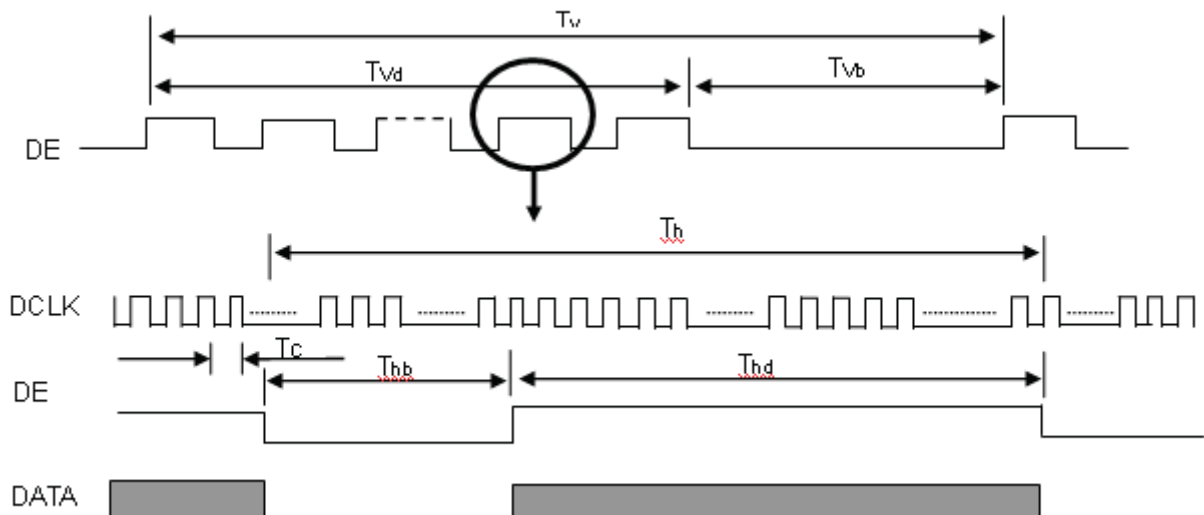 Tv
TVd
TVb
DE
Th
DCLK
TC
Thb
Thd
DE
DATA